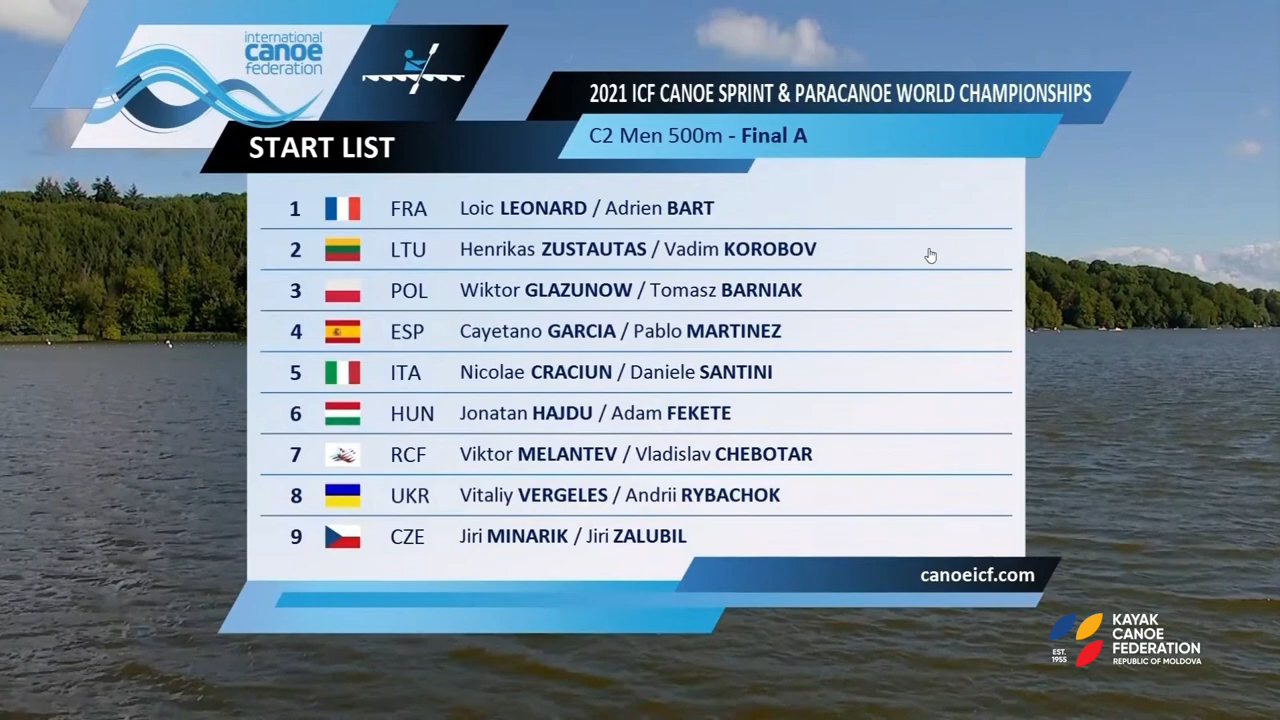 international
canoe
federation
2021 ICF CANOE SPRINT & PARACANOE WORLD CHAMPIONSHIPS
C2 Men 500m - Final A
START LIST
1 FRA Loic LEONARD / Adrien BART
2 LTU Henrikas ZUSTAUTAS / Vadim KOROBOV
3 POL Wiktor GLAZUNOW / Tomasz BARNIAK
4 ESP Cayetano GARCIA / Pablo MARTINEZ
5 ITA Nicolae CRACIUN / Daniele SANTINI
6 HUN Jonatan HAJDU / Adam FEKETE
7 RCF Viktor MELANTEV / Vladislav CHEBOTAR
8 UKR Vitaliy VERGELES / Andrii RYBACHOK
9 CZE Jiri MINARIK / Jiri ZALUBIL
canoeicf.com
EST.
1955
KAYAK
CANOE
FEDERATION
REPUBLIC OF MOLDOVA